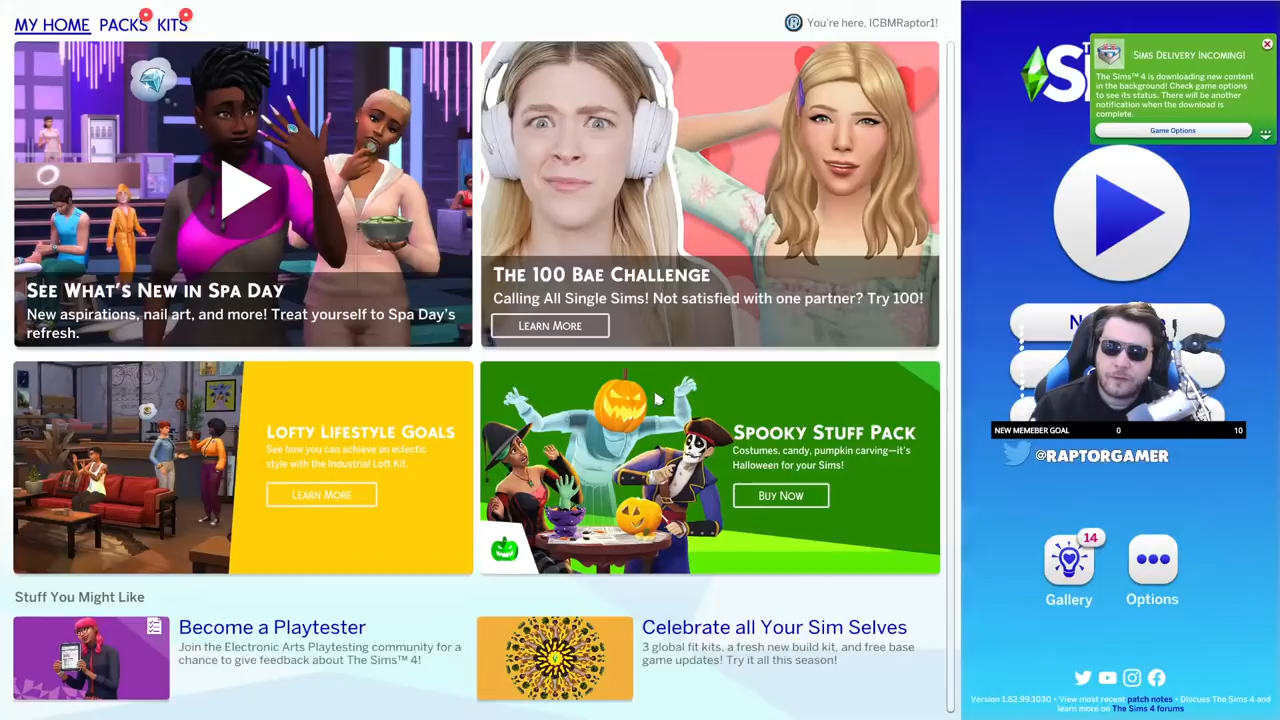 MY HOME PACKS KITS
You're here, ICBMRaptor1!
SEE WHAT'S NEW IN SPA DAY
New aspirations, nail art, and more! Treat yourself to Spa Day's
refresh.
THE 100 BAE CHALLENGE
Calling All Single Sims! Not satisfied with one partner? Try 100!
LEARN MORE
LOFTY LIFESTYLE GOALS
See how you can achieve an eclectic
style with the Industrial Loft Kit.
LEARN MORE
SPOOKY STUFF PACK
Costumes, candy, pumpkin carving—it's
Halloween for your Sims!
BUY NOW
Stuff You Might Like
Become a Playtester
Join the Electronic Arts Playtesting community for a
chance to give feedback about The Sims™ 4!
Celebrate all Your Sim Selves
3 global fit kits, a fresh new build kit, and free base
game updates! Try it all this season!
SIMS DELIVERY INCOMING!
The Sims™ 4 is downloading new content
in the background! Check game options
to see its status. There will be another
notification when the download is
complete.
Game Options
NEW MEMEBER GOAL 0 10
@RAPTORGAMER
14
Gallery Options
Version 1.82.99.1030 • View most recent patch notes • Discuss The Sims 4 and
learn more on The Sims 4 forums